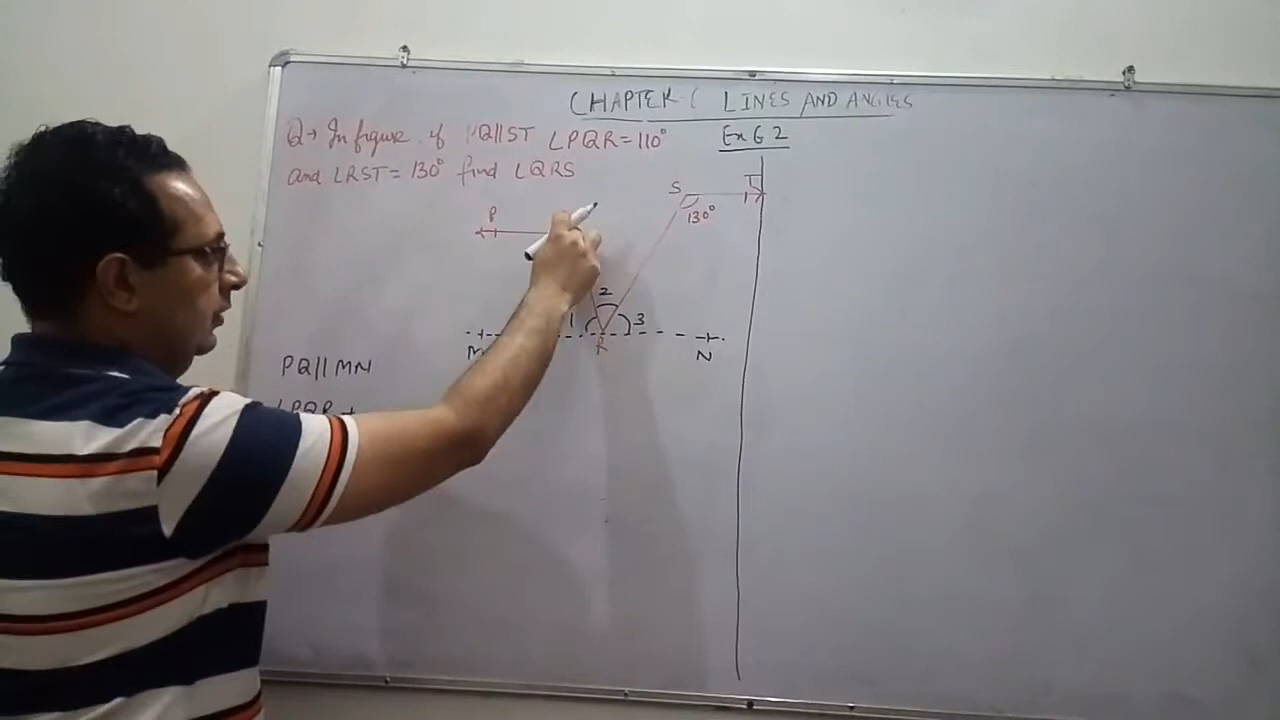 CHAPTER-6 LINES AND ANGLES
Q→ In figure, if PQ||ST ∠PQR=110° Ex 6.2
and ∠RST=130° find ∠QRS
S T
130°
P
2
1 3
R
M N
PQ||MN
∠PQR +